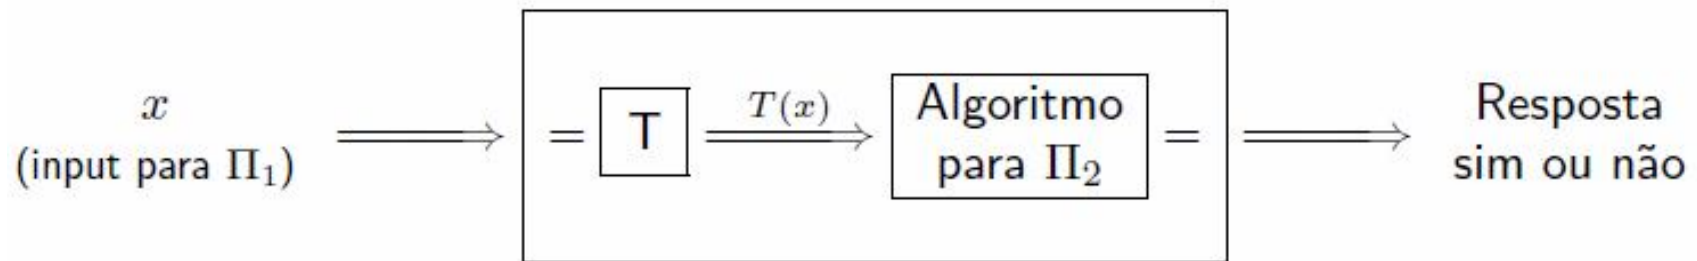 x
(input para Π₁)
= T
T(x)
Algoritmo
para Π₂
=
Resposta
sim ou não